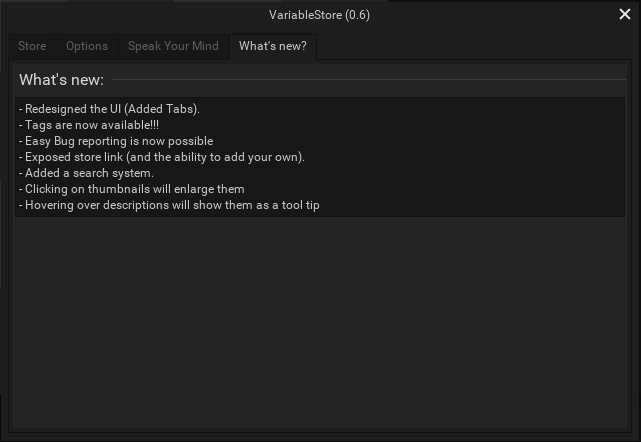 VariableStore (0.6)
Store Options Speak Your Mind What's new?
What's new:
- Redesigned the UI (Added Tabs).
- Tags are now available!!!
- Easy Bug reporting is now possible
- Exposed store link (and the ability to add your own).
- Added a search system.
- Clicking on thumbnails will enlarge them
- Hovering over descriptions will show them as a tool tip